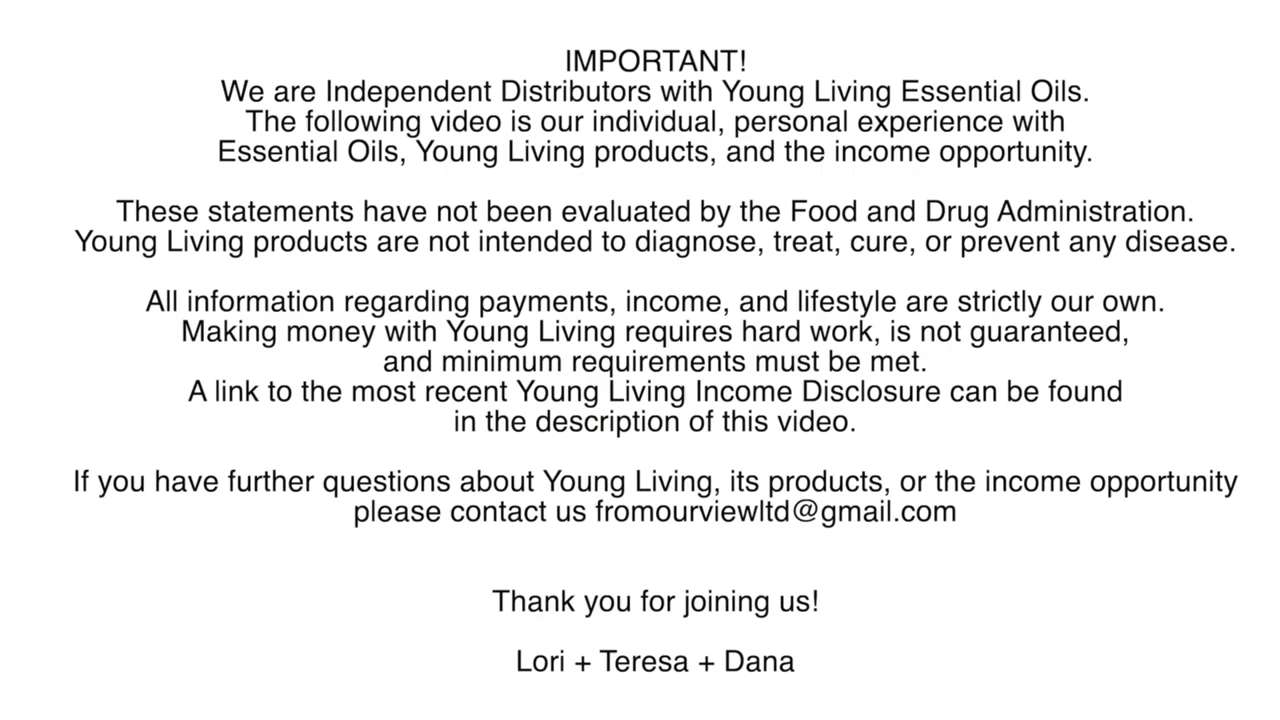 IMPORTANT!
We are Independent Distributors with Young Living Essential Oils.
The following video is our individual, personal experience with
Essential Oils, Young Living products, and the income opportunity.
These statements have not been evaluated by the Food and Drug Administration.
Young Living products are not intended to diagnose, treat, cure, or prevent any disease.
All information regarding payments, income, and lifestyle are strictly our own.
Making money with Young Living requires hard work, is not guaranteed,
and minimum requirements must be met.
A link to the most recent Young Living Income Disclosure can be found
in the description of this video.
If you have further questions about Young Living, its products, or the income opportunity
please contact us fromourviewltd@gmail.com
Thank you for joining us!
Lori + Teresa + Dana